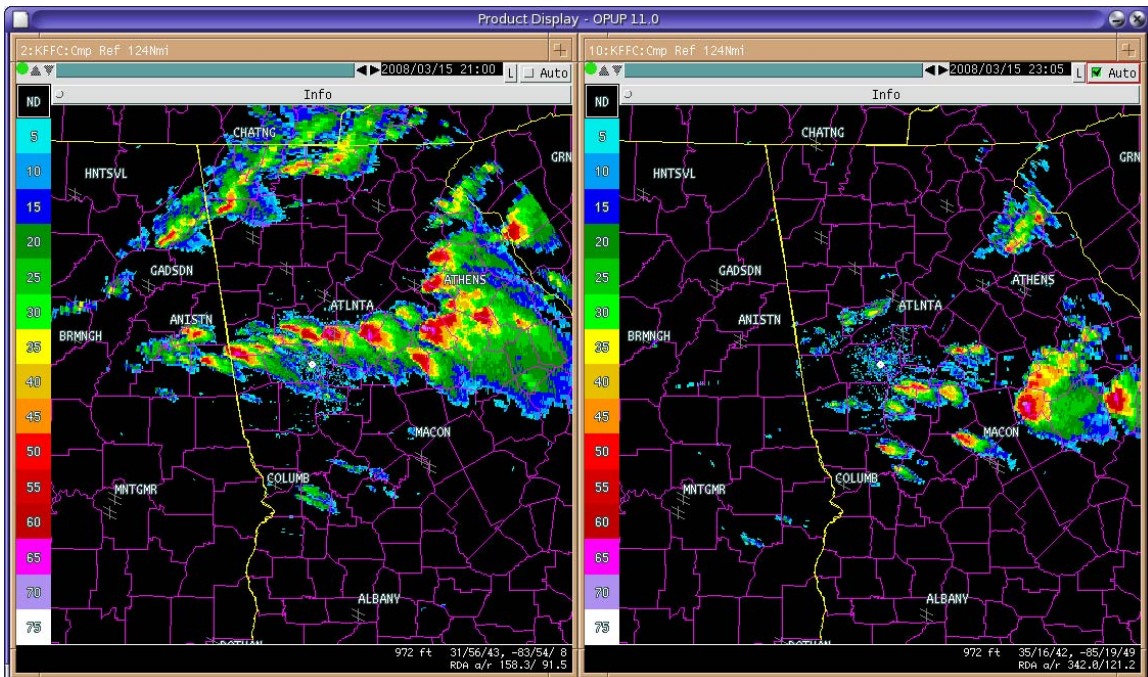 Product Display - OPUP 11.0
2:KFFC:Cmp Ref 124Nmi
2008/03/15 21:00 L Auto
Info
ND
5
10
15
20
25
30
35
40
45
50
55
60
65
70
75
CHATNG
GRN
HNTSVL
GADSDN
ATHENS
ATLNTA
ANISTN
BRMNGH
MACON
COLUMB
MNTGMR
ALBANY
DOTHAN
972 ft 31/56/43, -83/54/ 8
RDA a/r 158.3/ 91.5
10:KFFC:Cmp Ref 124Nmi
2008/03/15 23:05 L Auto
Info
ND
5
10
15
20
25
30
35
40
45
50
55
60
65
70
75
CHATNG
GRN
HNTSVL
GADSDN
ATHENS
ATLNTA
ANISTN
BRMNGH
MACON
COLUMB
MNTGMR
ALBANY
DOTHAN
972 ft 35/16/42, -85/19/49
RDA a/r 342.0/121.2